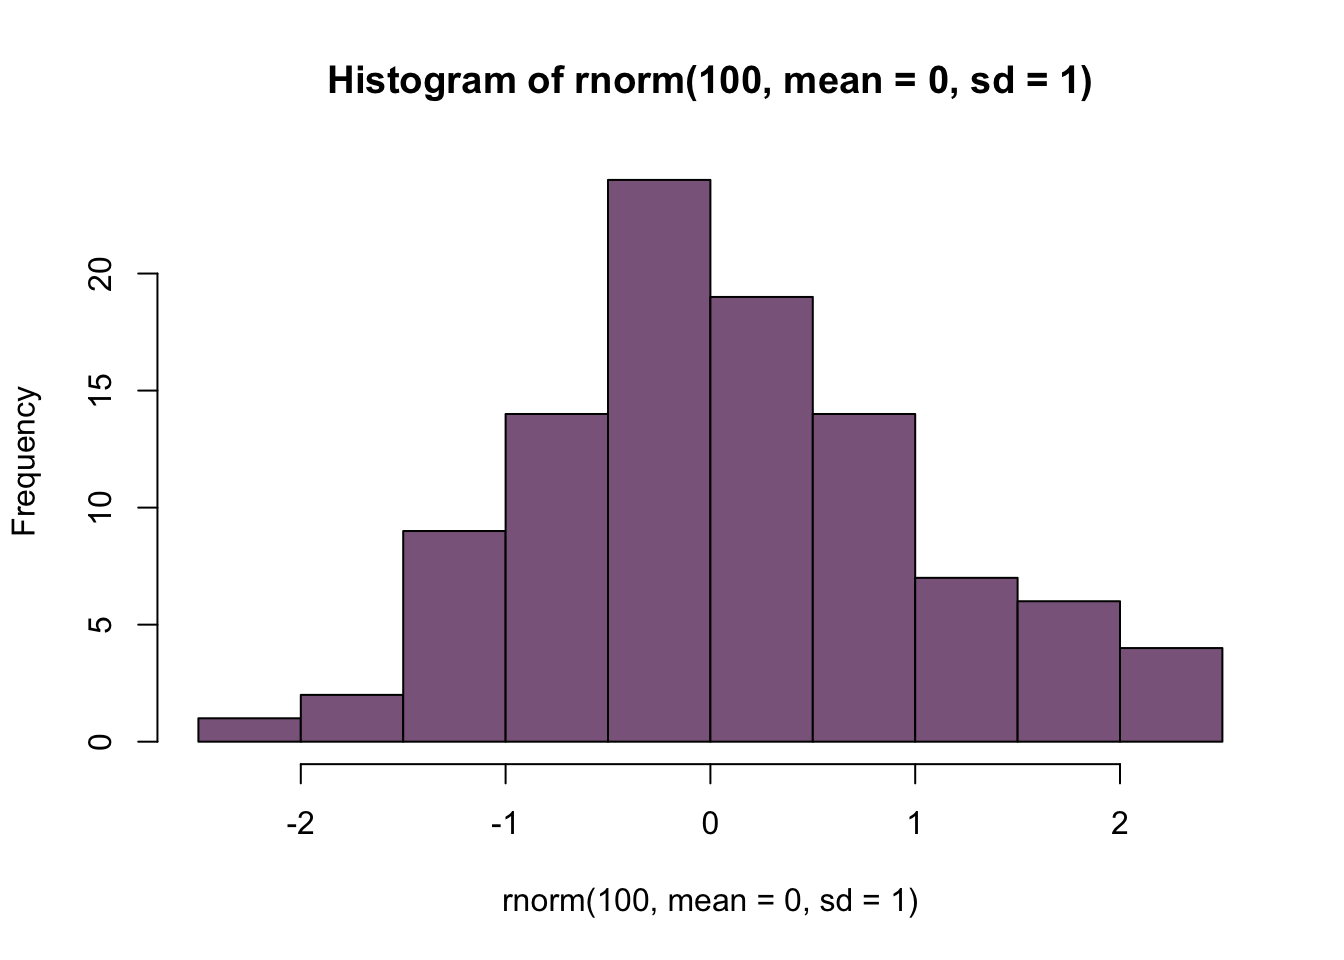 Histogram of rnorm(100, mean = 0, sd = 1)
Frequency
20
15
10
5
0
-2 -1 0 1 2
rnorm(100, mean = 0, sd = 1)